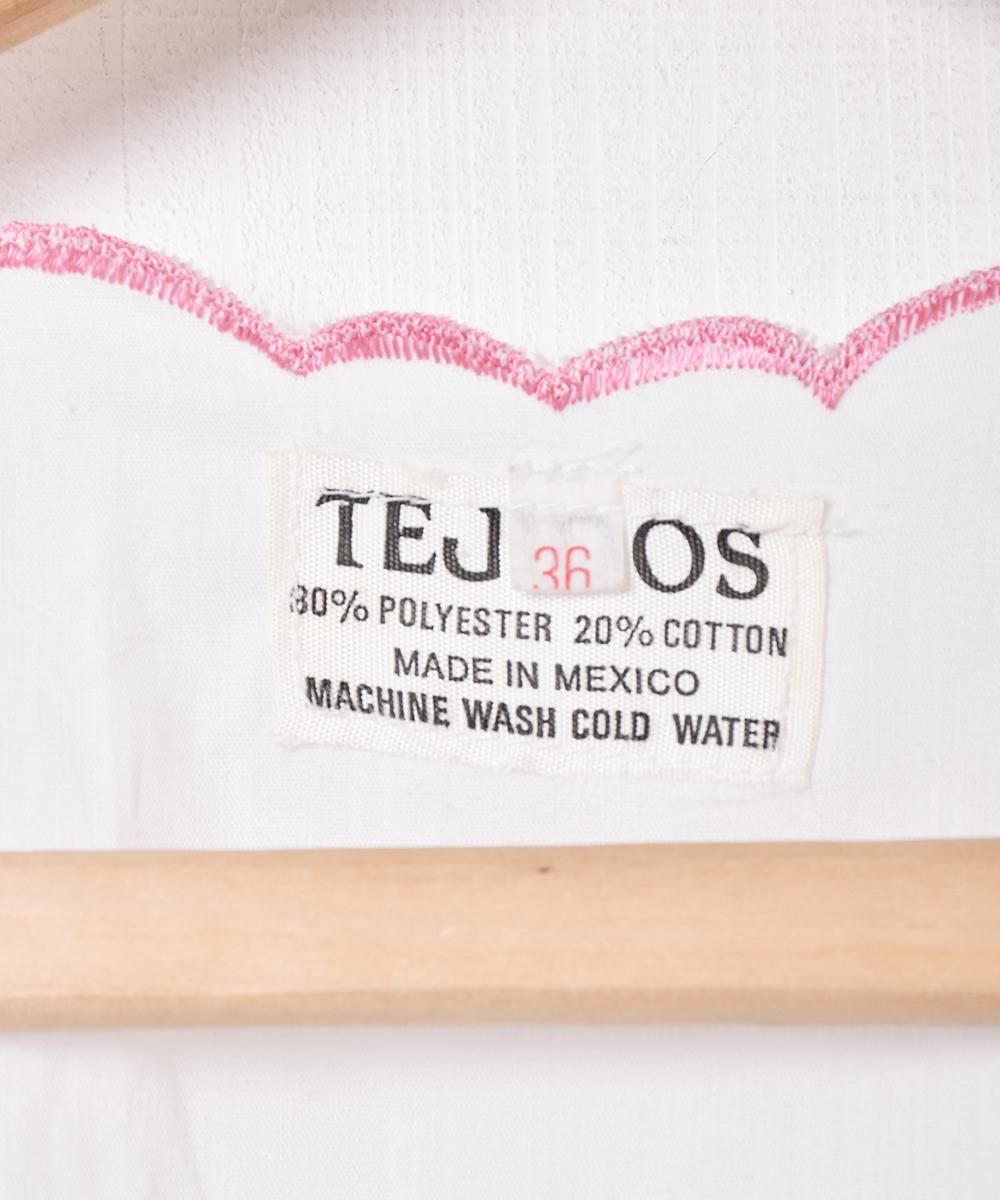 TEJ OS
36
80% POLYESTER 20% COTTON
MADE IN MEXICO
MACHINE WASH COLD WATER